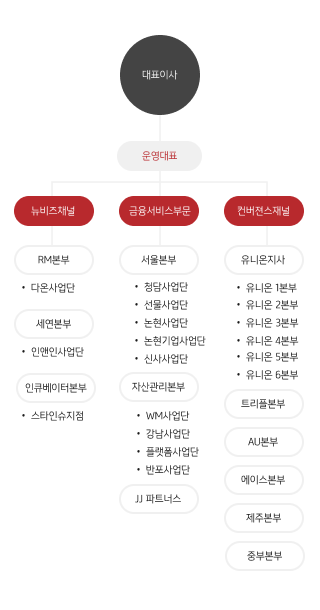 대표이사
운영대표
뉴비즈채널
RM본부
• 다온사업단
세연본부
• 인앤인사업단
인큐베이터본부
• 스타인슈지점
금융서비스부문
서울본부
• 청담사업단
• 선물사업단
• 논현사업단
• 논현기업사업단
• 신사사업단
자산관리본부
• WM사업단
• 강남사업단
• 플랫폼사업단
• 반포사업단
JJ 파트너스
컨버젼스채널
유니온지사
• 유니온 1본부
• 유니온 2본부
• 유니온 3본부
• 유니온 4본부
• 유니온 5본부
• 유니온 6본부
트리플본부
AU본부
에이스본부
제주본부
중부본부